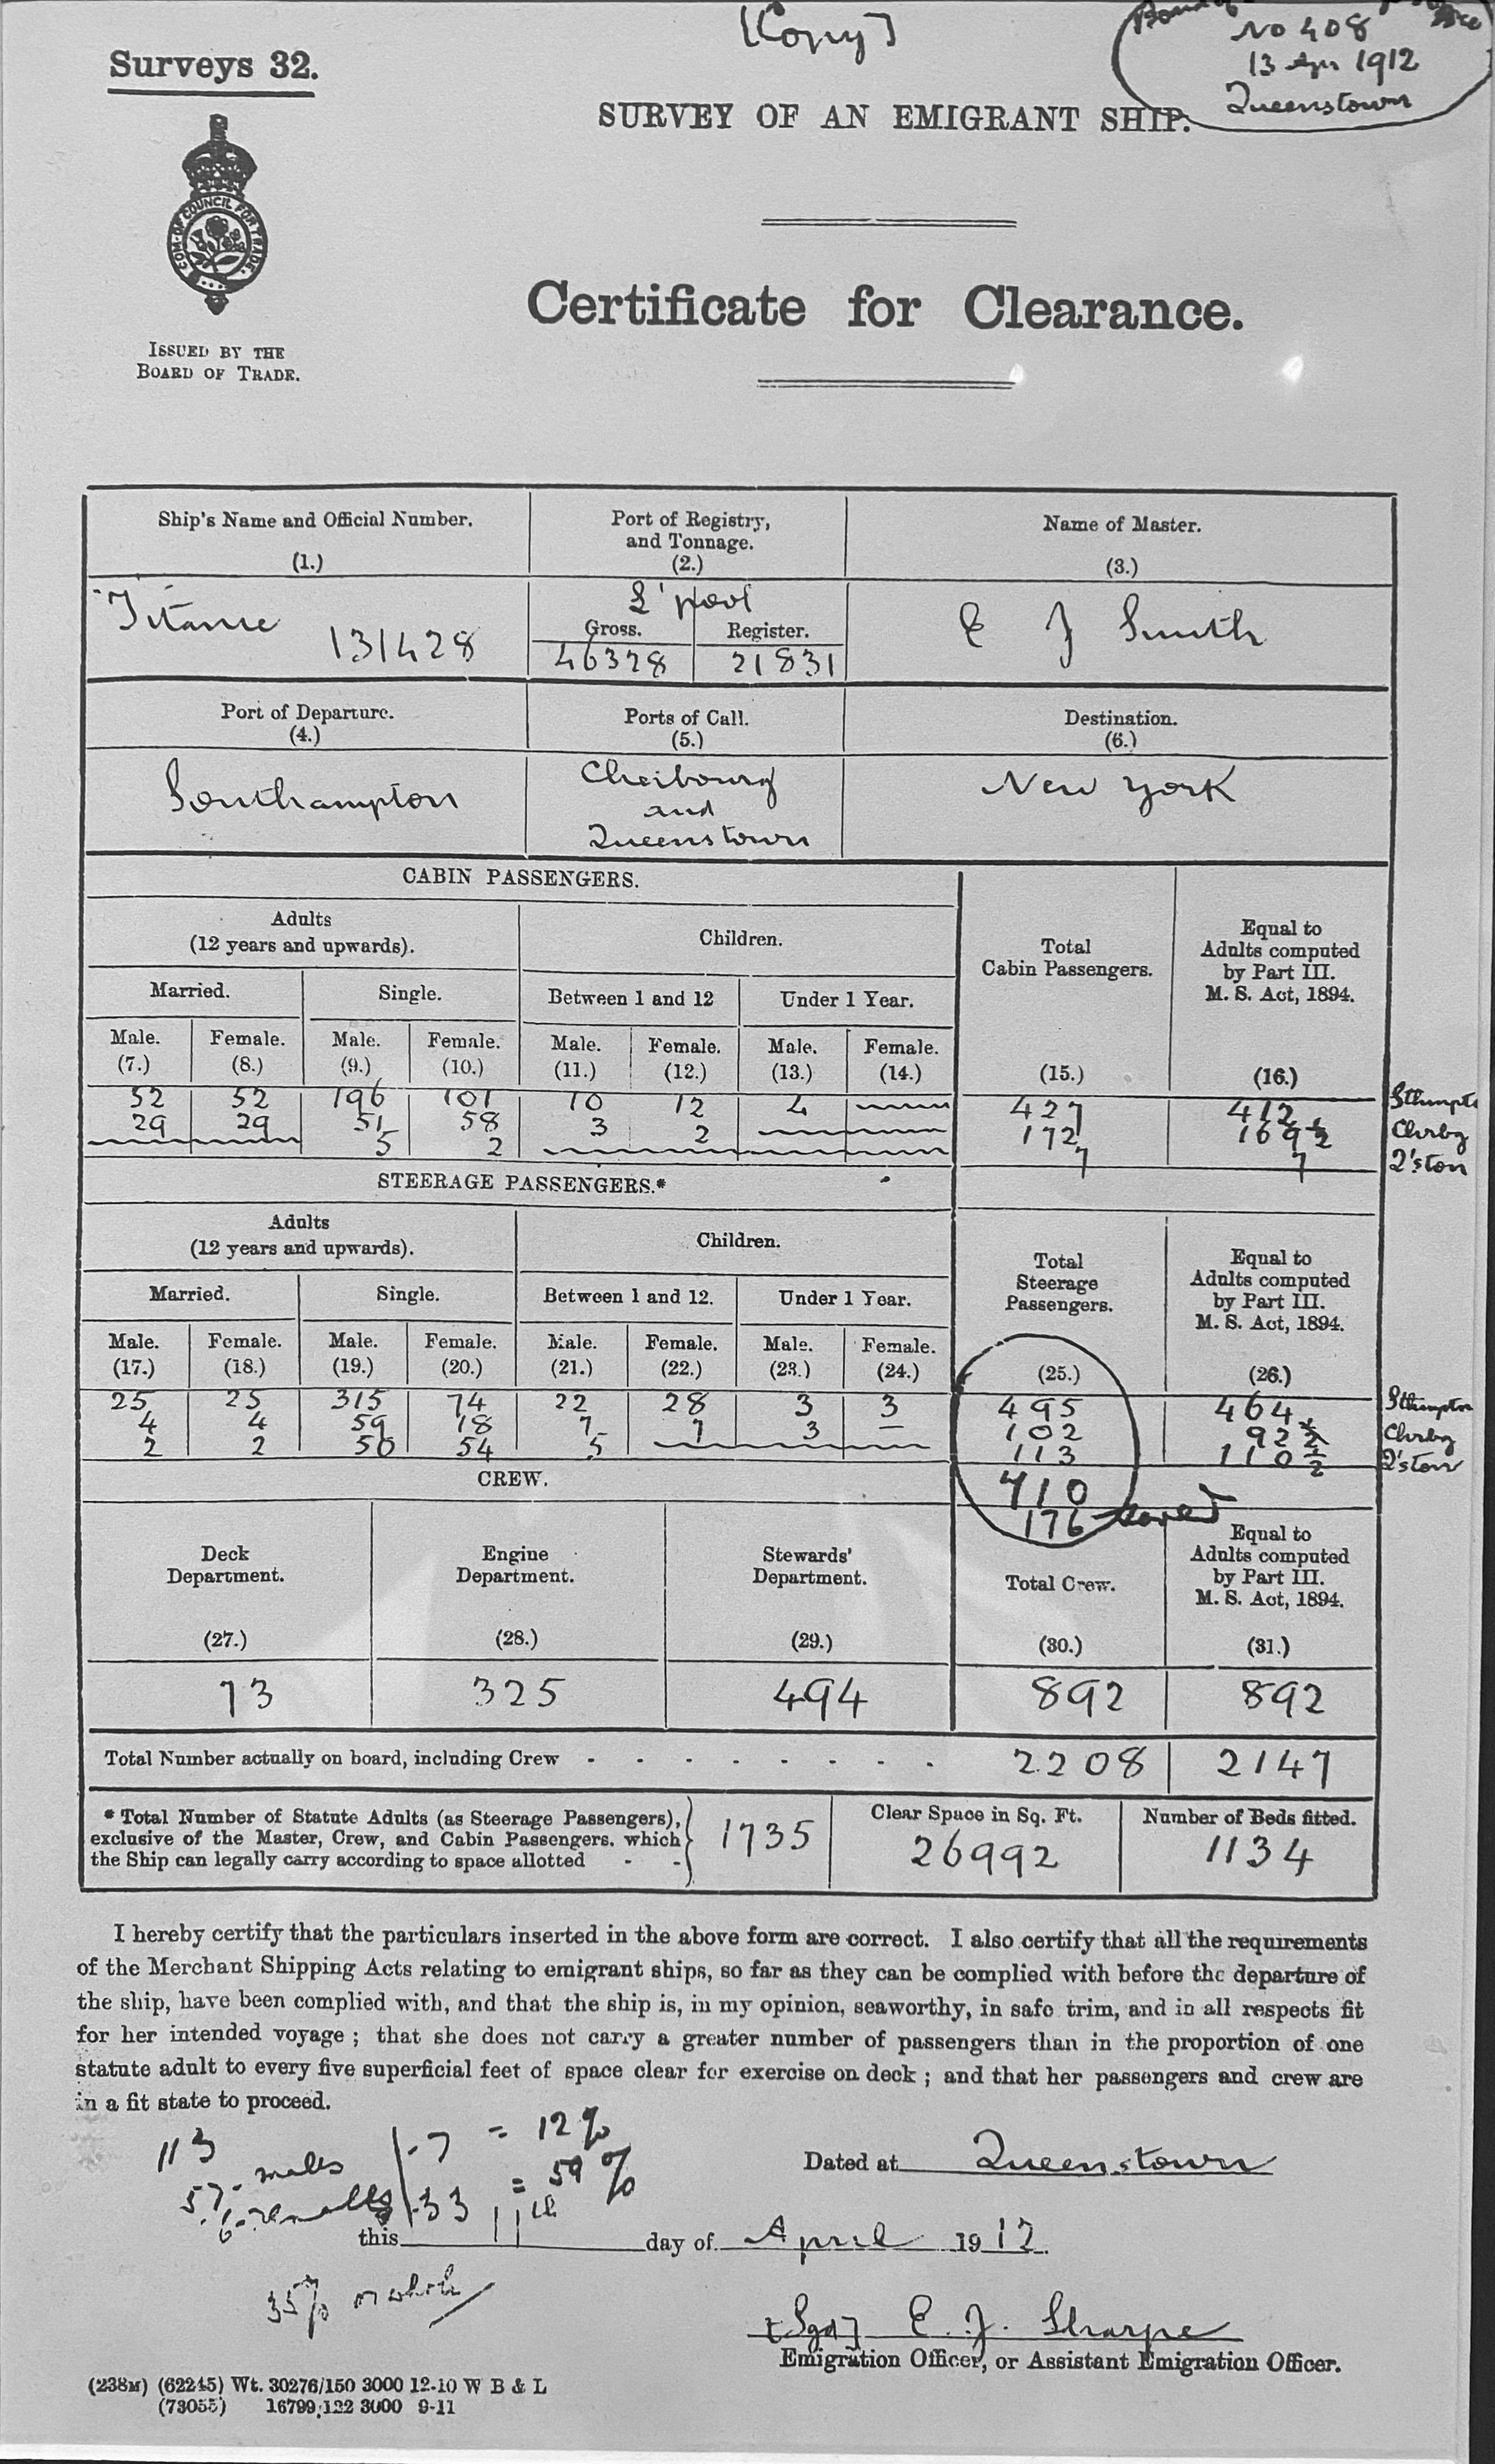 [Copy]
No 408
13 Apr 1912
Queenstown
Surveys 32.
SURVEY OF AN EMIGRANT SHIP.
COM. OF COUNCIL FOR TRADE
ISSUED BY THE
BOARD OF TRADE.
Certificate for Clearance.
Ship's Name and Official Number.
(1.)
Port of Registry,
and Tonnage.
(2.)
Name of Master.
(3.)
Titanic 131428
L'pool
Gross. Register.
46328 21831
E J Smith
Port of Departure.
(4.)
Ports of Call.
(5.)
Destination.
(6.)
Southampton
Cherbourg
and
Queenstown
New York
CABIN PASSENGERS.
Adults
(12 years and upwards).
Children.
Total
Cabin Passengers.
Equal to
Adults computed
by Part III.
M. S. Act, 1894.
Married. Single. Between 1 and 12 Under 1 Year.
Male. Female. Male. Female. Male. Female. Male. Female.
(7.) (8.) (9.) (10.) (11.) (12.) (13.) (14.) (15.) (16.)
52 52 196 101 10 12 4 427 412 Sthmpt
29 29 51 58 3 2 172 169½ Chrbg
5 2 7 7 Q'ston
STEERAGE PASSENGERS.*
Adults
(12 years and upwards).
Children.
Total
Steerage
Passengers.
Equal to
Adults computed
by Part III.
M. S. Act, 1894.
Married. Single. Between 1 and 12. Under 1 Year.
Male. Female. Male. Female. Male. Female. Male. Female.
(17.) (18.) (19.) (20.) (21.) (22.) (23.) (24.) (25.) (26.)
25 25 315 74 22 28 3 3 495 464 Sthmpton
4 4 59 18 7 7 3 — 102 92½ Chrbg
2 2 50 54 5 113 110½ Q'ston
710
176 saved
CREW.
Deck
Department.
(27.)
Engine
Department.
(28.)
Stewards'
Department.
(29.)
Total Crew.
(30.)
Equal to
Adults computed
by Part III.
M. S. Act, 1894.
(31.)
73 325 494 892 892
Total Number actually on board, including Crew - - - - - - - - 2208 2147
* Total Number of Statute Adults (as Steerage Passengers),
exclusive of the Master, Crew, and Cabin Passengers. which
the Ship can legally carry according to space allotted - -
1735
Clear Space in Sq. Ft.
26992
Number of Beds fitted.
1134
I hereby certify that the particulars inserted in the above form are correct. I also certify that all the requirements
of the Merchant Shipping Acts relating to emigrant ships, so far as they can be complied with before the departure of
the ship, have been complied with, and that the ship is, in my opinion, seaworthy, in safe trim, and in all respects fit
for her intended voyage ; that she does not carry a greater number of passengers than in the proportion of one
statute adult to every five superficial feet of space clear for exercise on deck ; and that her passengers and crew are
in a fit state to proceed.
113
57 males - 7 = 12%
females - 33 = 59%
35% on whole
Dated at Queenstown
this 11th day of April 1912.
[Sgd] E. J. Sharpe
Emigration Officer, or Assistant Emigration Officer.
(238M) (62245) Wt. 30276/150 3000 12-10 W B & L
(73055) 16799/122 3000 9-11